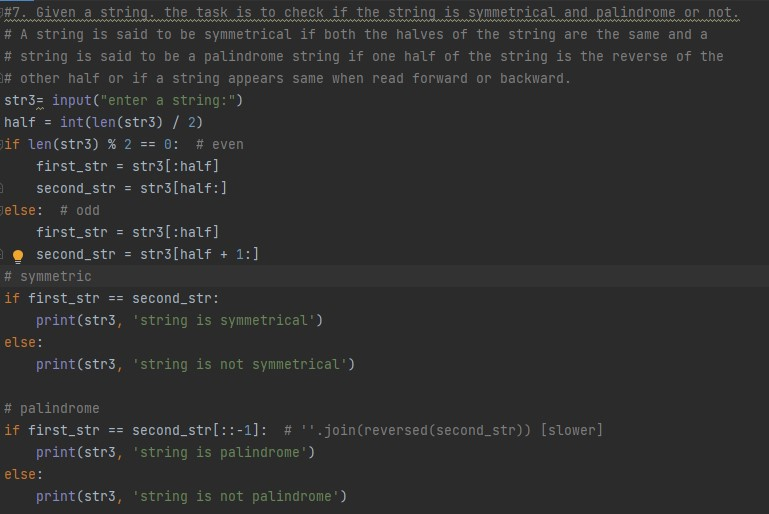 #7. Given a string. the task is to check if the string is symmetrical and palindrome or not.
# A string is said to be symmetrical if both the halves of the string are the same and a
# string is said to be a palindrome string if one half of the string is the reverse of the
# other half or if a string appears same when read forward or backward.
str3= input("enter a string:")
half = int(len(str3) / 2)
if len(str3) % 2 == 0:  # even
    first_str = str3[:half]
    second_str = str3[half:]
else:  # odd
    first_str = str3[:half]
    second_str = str3[half + 1:]
# symmetric
if first_str == second_str:
    print(str3, 'string is symmetrical')
else:
    print(str3, 'string is not symmetrical')

# palindrome
if first_str == second_str[::-1]:  # ''.join(reversed(second_str)) [slower]
    print(str3, 'string is palindrome')
else:
    print(str3, 'string is not palindrome')